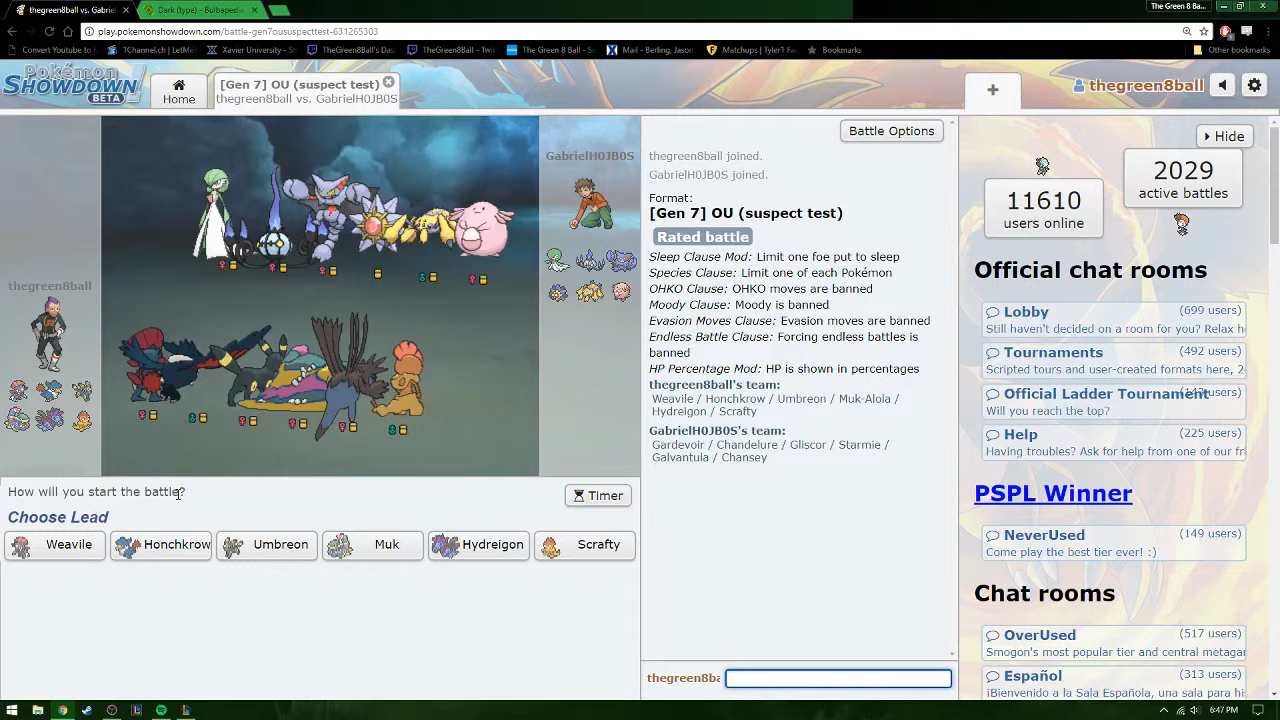 thegreen8ball vs. Gabriel
Dark (type) - Bulbapedia
The Green 8 Ba...
play.pokemonshowdown.com/battle-gen7oususpecttest-631265303
Convert Youtube to
1Channel.ch | LetMe
Xavier University - Sh
TheGreen8Ball's Das
TheGreen8Ball - Twit
The Green 8 Ball - S
Mail - Berling, Jason
Matchups | Tyler1 Fa
Bookmarks
Other bookmarks
POKéMON
SHOWDOWN
BETA
Home
[Gen 7] OU (suspect test)
thegreen8ball vs. GabrielH0JB0S
+
thegreen8ball
GabrielH0JB0S
thegreen8ball
Battle Options
thegreen8ball joined.
GabrielH0JB0S joined.
Format:
[Gen 7] OU (suspect test)
Rated battle
Sleep Clause Mod: Limit one foe put to sleep
Species Clause: Limit one of each Pokémon
OHKO Clause: OHKO moves are banned
Moody Clause: Moody is banned
Evasion Moves Clause: Evasion moves are banned
Endless Battle Clause: Forcing endless battles is
banned
HP Percentage Mod: HP is shown in percentages
thegreen8ball's team:
Weavile / Honchkrow / Umbreon / Muk-Alola /
Hydreigon / Scrafty
GabrielH0JB0S's team:
Gardevoir / Chandelure / Gliscor / Starmie /
Galvantula / Chansey
thegreen8ba
How will you start the battle?
Timer
Choose Lead
Weavile
Honchkrow
Umbreon
Muk
Hydreigon
Scrafty
Hide
11610
users online
2029
active battles
Official chat rooms
Lobby
(699 users)
Still haven't decided on a room for you? Relax h
Tournaments
(492 users)
Scripted tours and user-created formats here, 2
Official Ladder Tournament
Will you reach the top?
Help
(225 users)
Having troubles? Ask for help from one of our fr
PSPL Winner
NeverUsed
(149 users)
Come play the best tier ever! :)
Chat rooms
OverUsed
(517 users)
Smogon's most popular tier and central metagar
Español
(313 users)
¡Bienvenido a la Sala Española, una sala para hi
6:47 PM